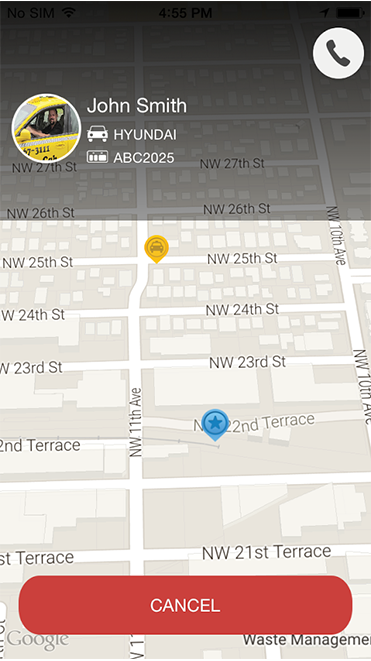 No SIM 4:55 PM
John Smith
HYUNDAI
ABC2025
NW 27th St
NW 27th St
NW 26th St
NW 26th St
NW 10th Ave
NW 25th St
NW 25th St
NW 24th St
NW 24th St
W 23rd St
NW 23rd St
NW 10th Ave
NW 11th Ave
22nd Terrace
2nd Terrace
st Terrace
NW 21st Terrace
CANCEL
Google
Waste Manageme